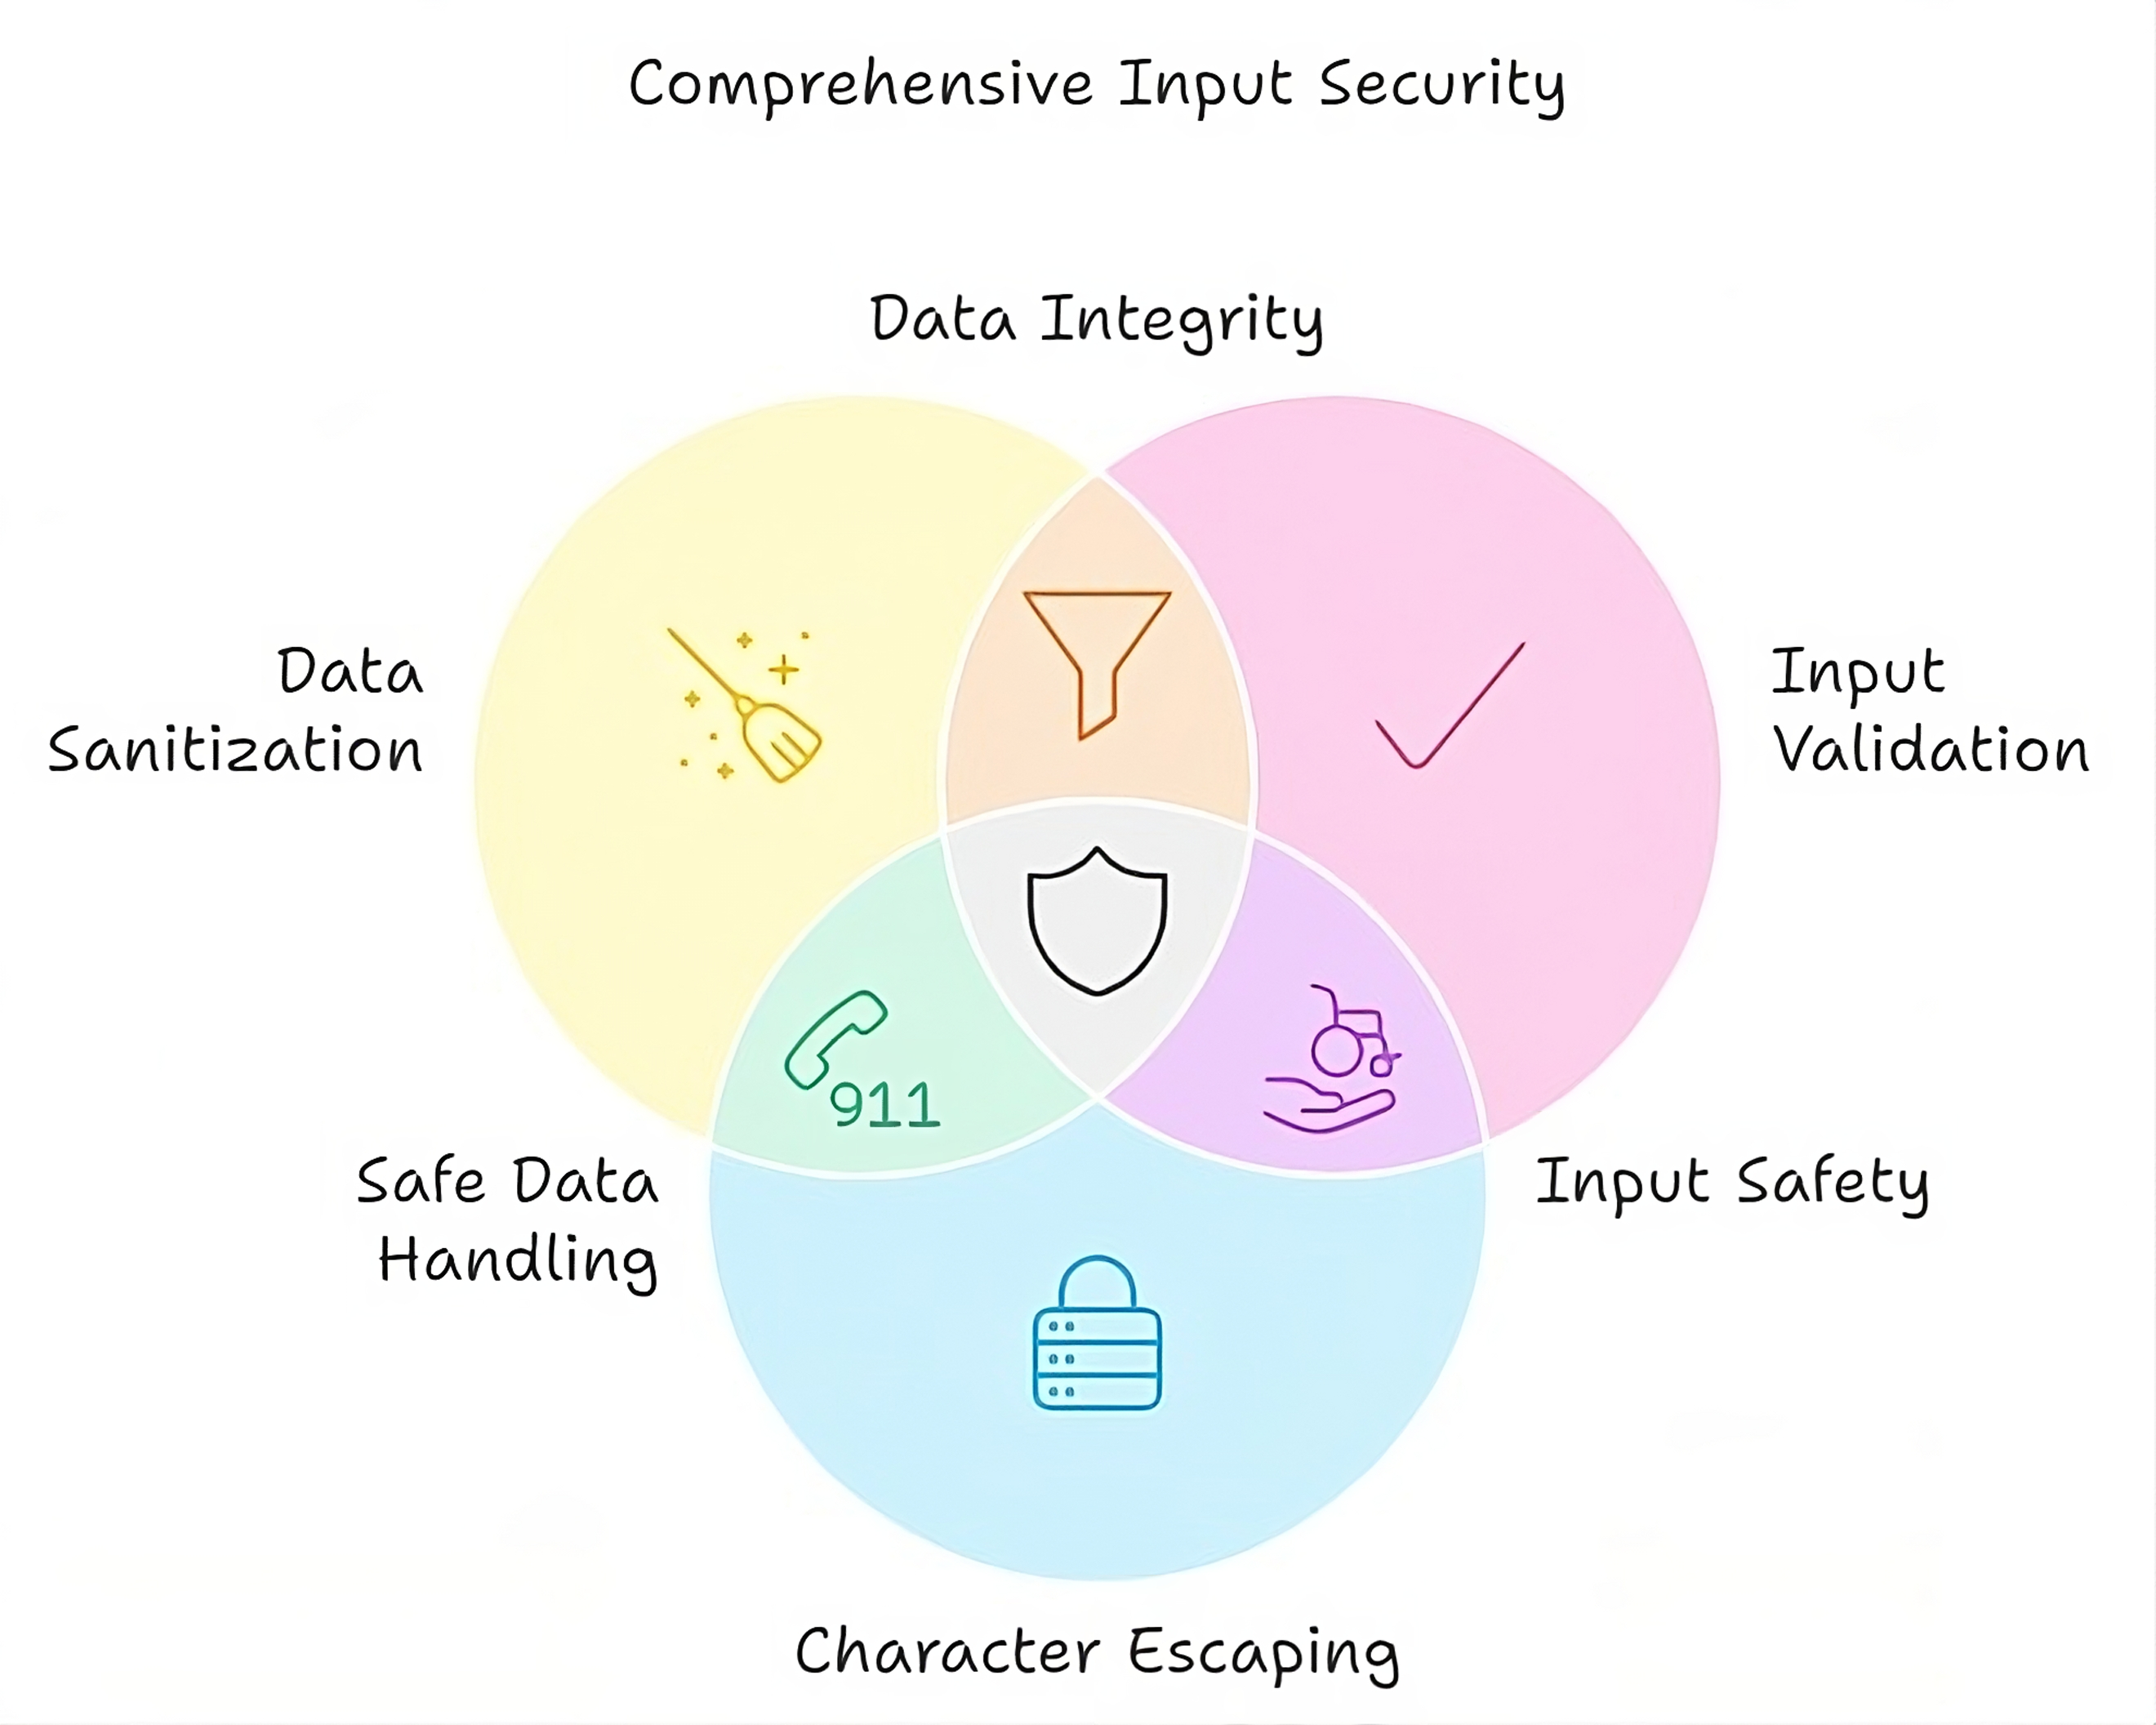 Comprehensive Input Security
Data Integrity
Data
Sanitization
Input
Validation
911
Safe Data
Handling
Input Safety
Character Escaping